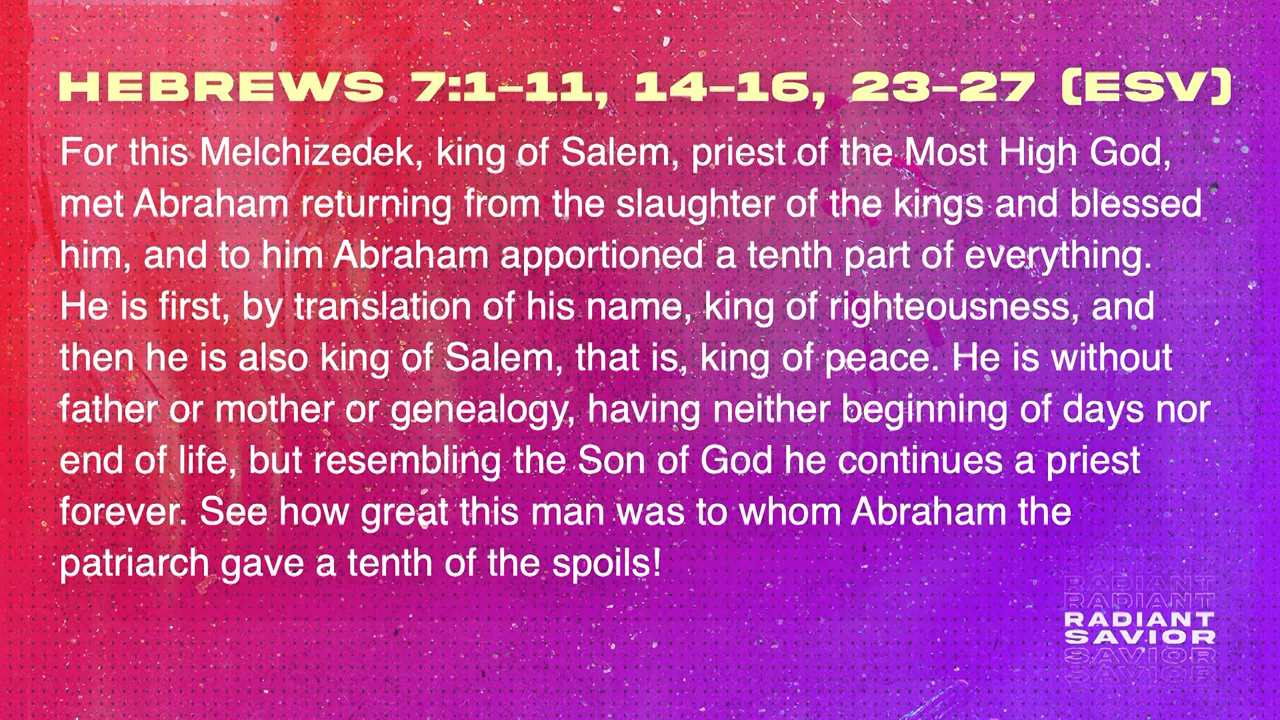 HEBREWS 7:1–11, 14–16, 23–27 (ESV)
For this Melchizedek, king of Salem, priest of the Most High God,
met Abraham returning from the slaughter of the kings and blessed
him, and to him Abraham apportioned a tenth part of everything.
He is first, by translation of his name, king of righteousness, and
then he is also king of Salem, that is, king of peace. He is without
father or mother or genealogy, having neither beginning of days nor
end of life, but resembling the Son of God he continues a priest
forever. See how great this man was to whom Abraham the
patriarch gave a tenth of the spoils!
RADIANT
RADIANT
RADIANT
SAVIOR
SAVIOR
SAVIOR